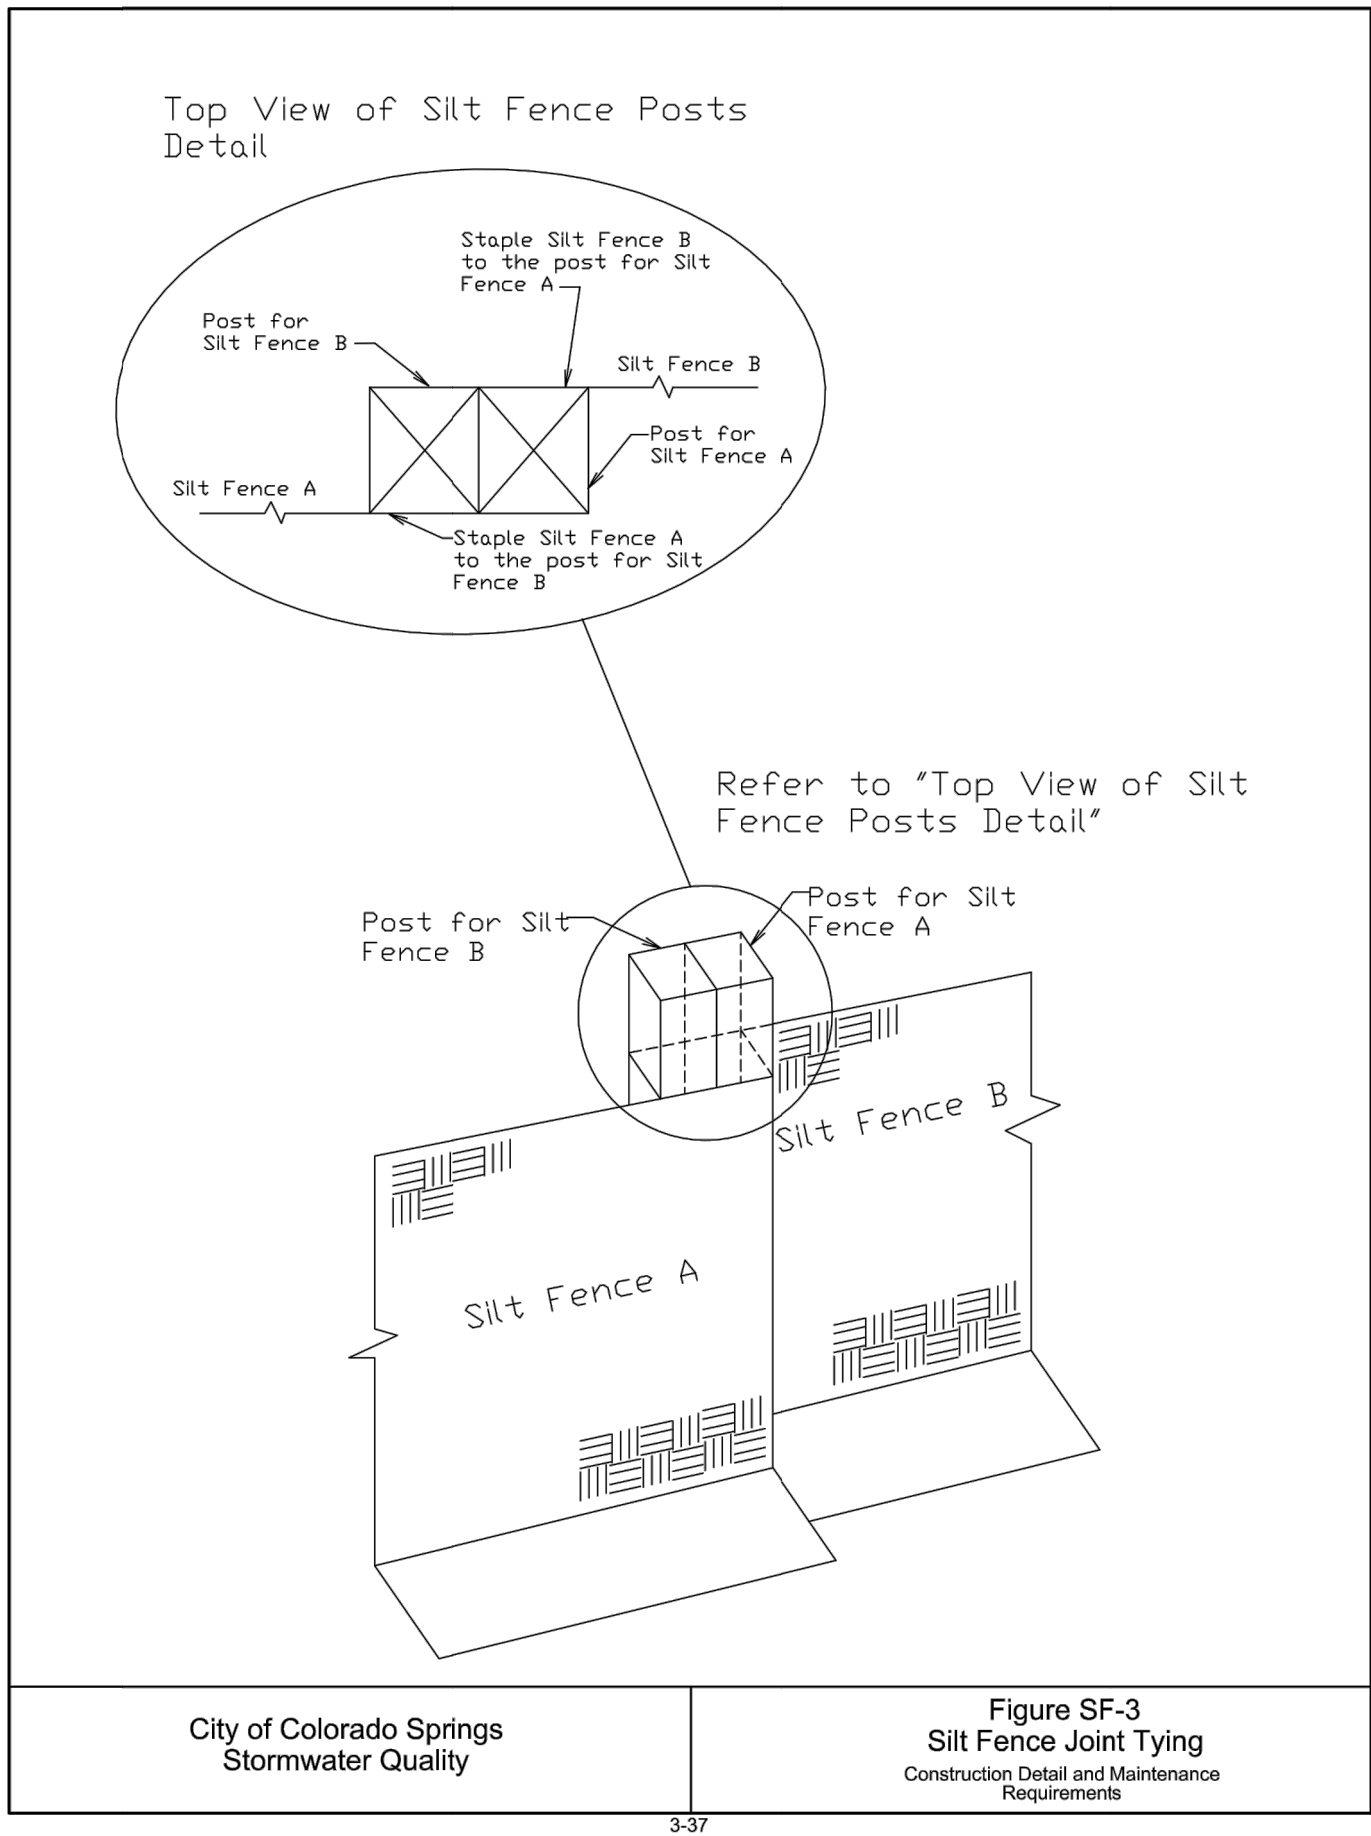 Top View of Silt Fence Posts
Detail
Staple Silt Fence B
to the post for Silt
Fence A
Post for
Silt Fence B
Silt Fence B
Post for
Silt Fence A
Silt Fence A
Staple Silt Fence A
to the post for Silt
Fence B
Refer to "Top View of Silt
Fence Posts Detail"
Post for Silt
Fence A
Post for Silt
Fence B
Silt Fence B
Silt Fence A
City of Colorado Springs
Stormwater Quality
Figure SF-3
Silt Fence Joint Tying
Construction Detail and Maintenance
Requirements
3-37